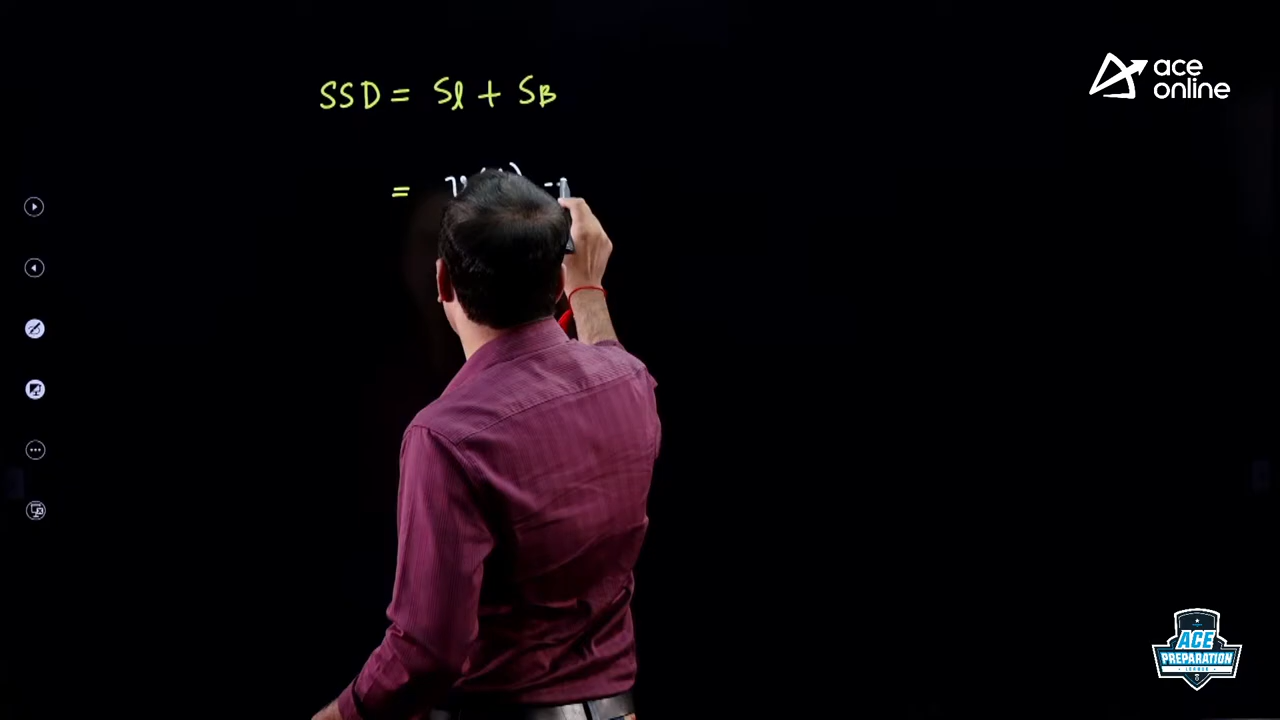 SSD = Sl + SB
=
ace
online
ACE
PREPARATION